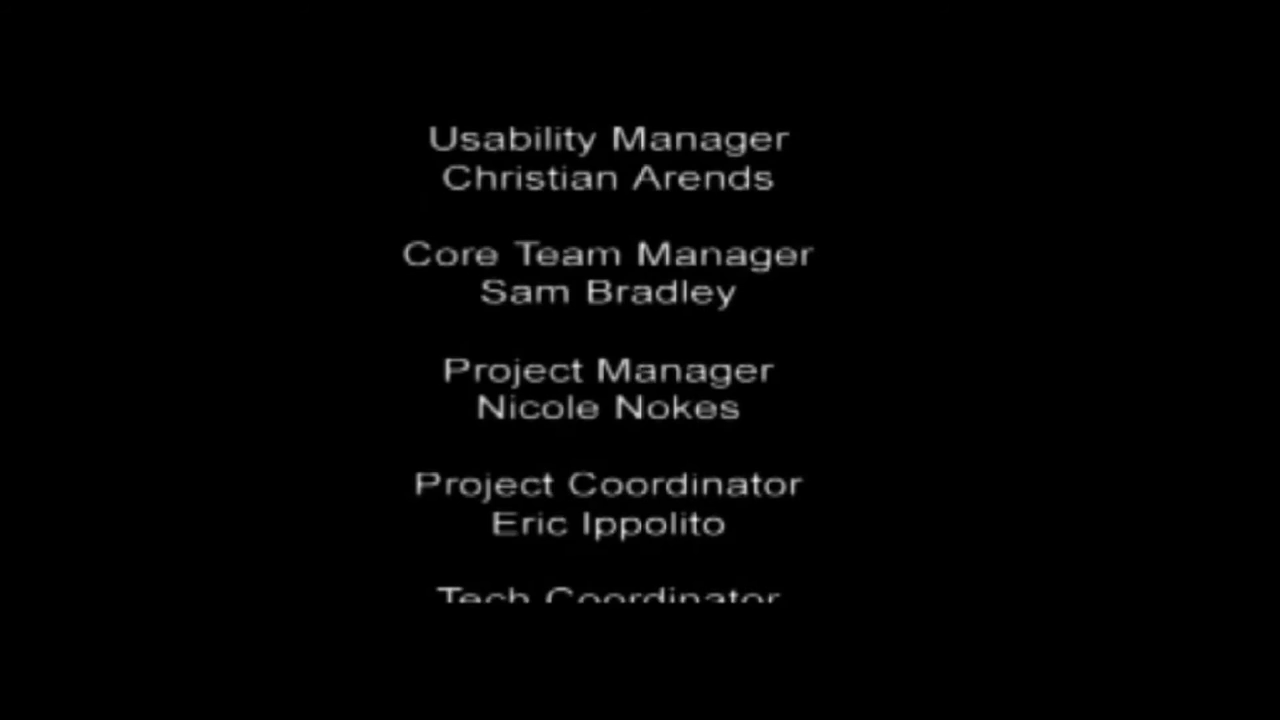 Usability Manager
Christian Arends
Core Team Manager
Sam Bradley
Project Manager
Nicole Nokes
Project Coordinator
Eric Ippolito
Tech Coordinator